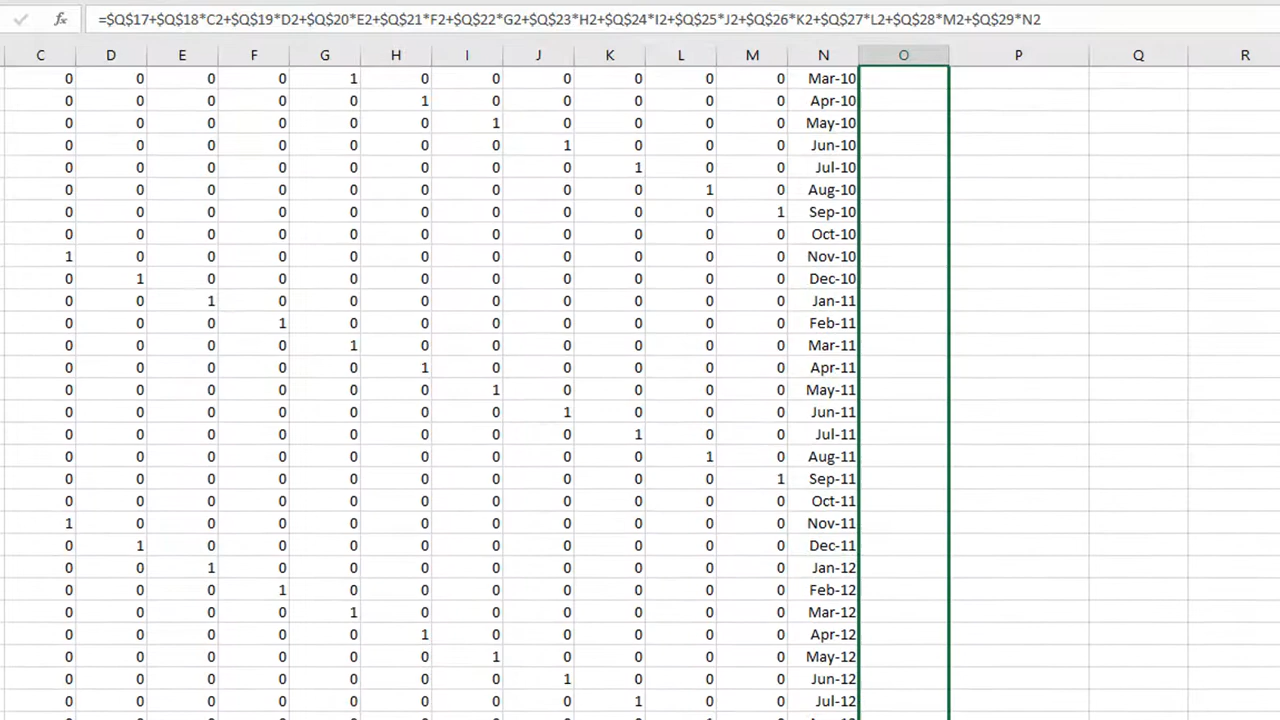 fx =$Q$17+$Q$18*C2+$Q$19*D2+$Q$20*E2+$Q$21*F2+$Q$22*G2+$Q$23*H2+$Q$24*I2+$Q$25*J2+$Q$26*K2+$Q$27*L2+$Q$28*M2+$Q$29*N2
C D E F G H I J K L M N O P Q R
0 0 0 0 1 0 0 0 0 0 0 Mar-10
0 0 0 0 0 1 0 0 0 0 0 Apr-10
0 0 0 0 0 0 1 0 0 0 0 May-10
0 0 0 0 0 0 0 1 0 0 0 Jun-10
0 0 0 0 0 0 0 0 1 0 0 Jul-10
0 0 0 0 0 0 0 0 0 1 0 Aug-10
0 0 0 0 0 0 0 0 0 0 1 Sep-10
0 0 0 0 0 0 0 0 0 0 0 Oct-10
1 0 0 0 0 0 0 0 0 0 0 Nov-10
0 1 0 0 0 0 0 0 0 0 0 Dec-10
0 0 1 0 0 0 0 0 0 0 0 Jan-11
0 0 0 1 0 0 0 0 0 0 0 Feb-11
0 0 0 0 1 0 0 0 0 0 0 Mar-11
0 0 0 0 0 1 0 0 0 0 0 Apr-11
0 0 0 0 0 0 1 0 0 0 0 May-11
0 0 0 0 0 0 0 1 0 0 0 Jun-11
0 0 0 0 0 0 0 0 1 0 0 Jul-11
0 0 0 0 0 0 0 0 0 1 0 Aug-11
0 0 0 0 0 0 0 0 0 0 1 Sep-11
0 0 0 0 0 0 0 0 0 0 0 Oct-11
1 0 0 0 0 0 0 0 0 0 0 Nov-11
0 1 0 0 0 0 0 0 0 0 0 Dec-11
0 0 1 0 0 0 0 0 0 0 0 Jan-12
0 0 0 1 0 0 0 0 0 0 0 Feb-12
0 0 0 0 1 0 0 0 0 0 0 Mar-12
0 0 0 0 0 1 0 0 0 0 0 Apr-12
0 0 0 0 0 0 1 0 0 0 0 May-12
0 0 0 0 0 0 0 1 0 0 0 Jun-12
0 0 0 0 0 0 0 0 1 0 0 Jul-12